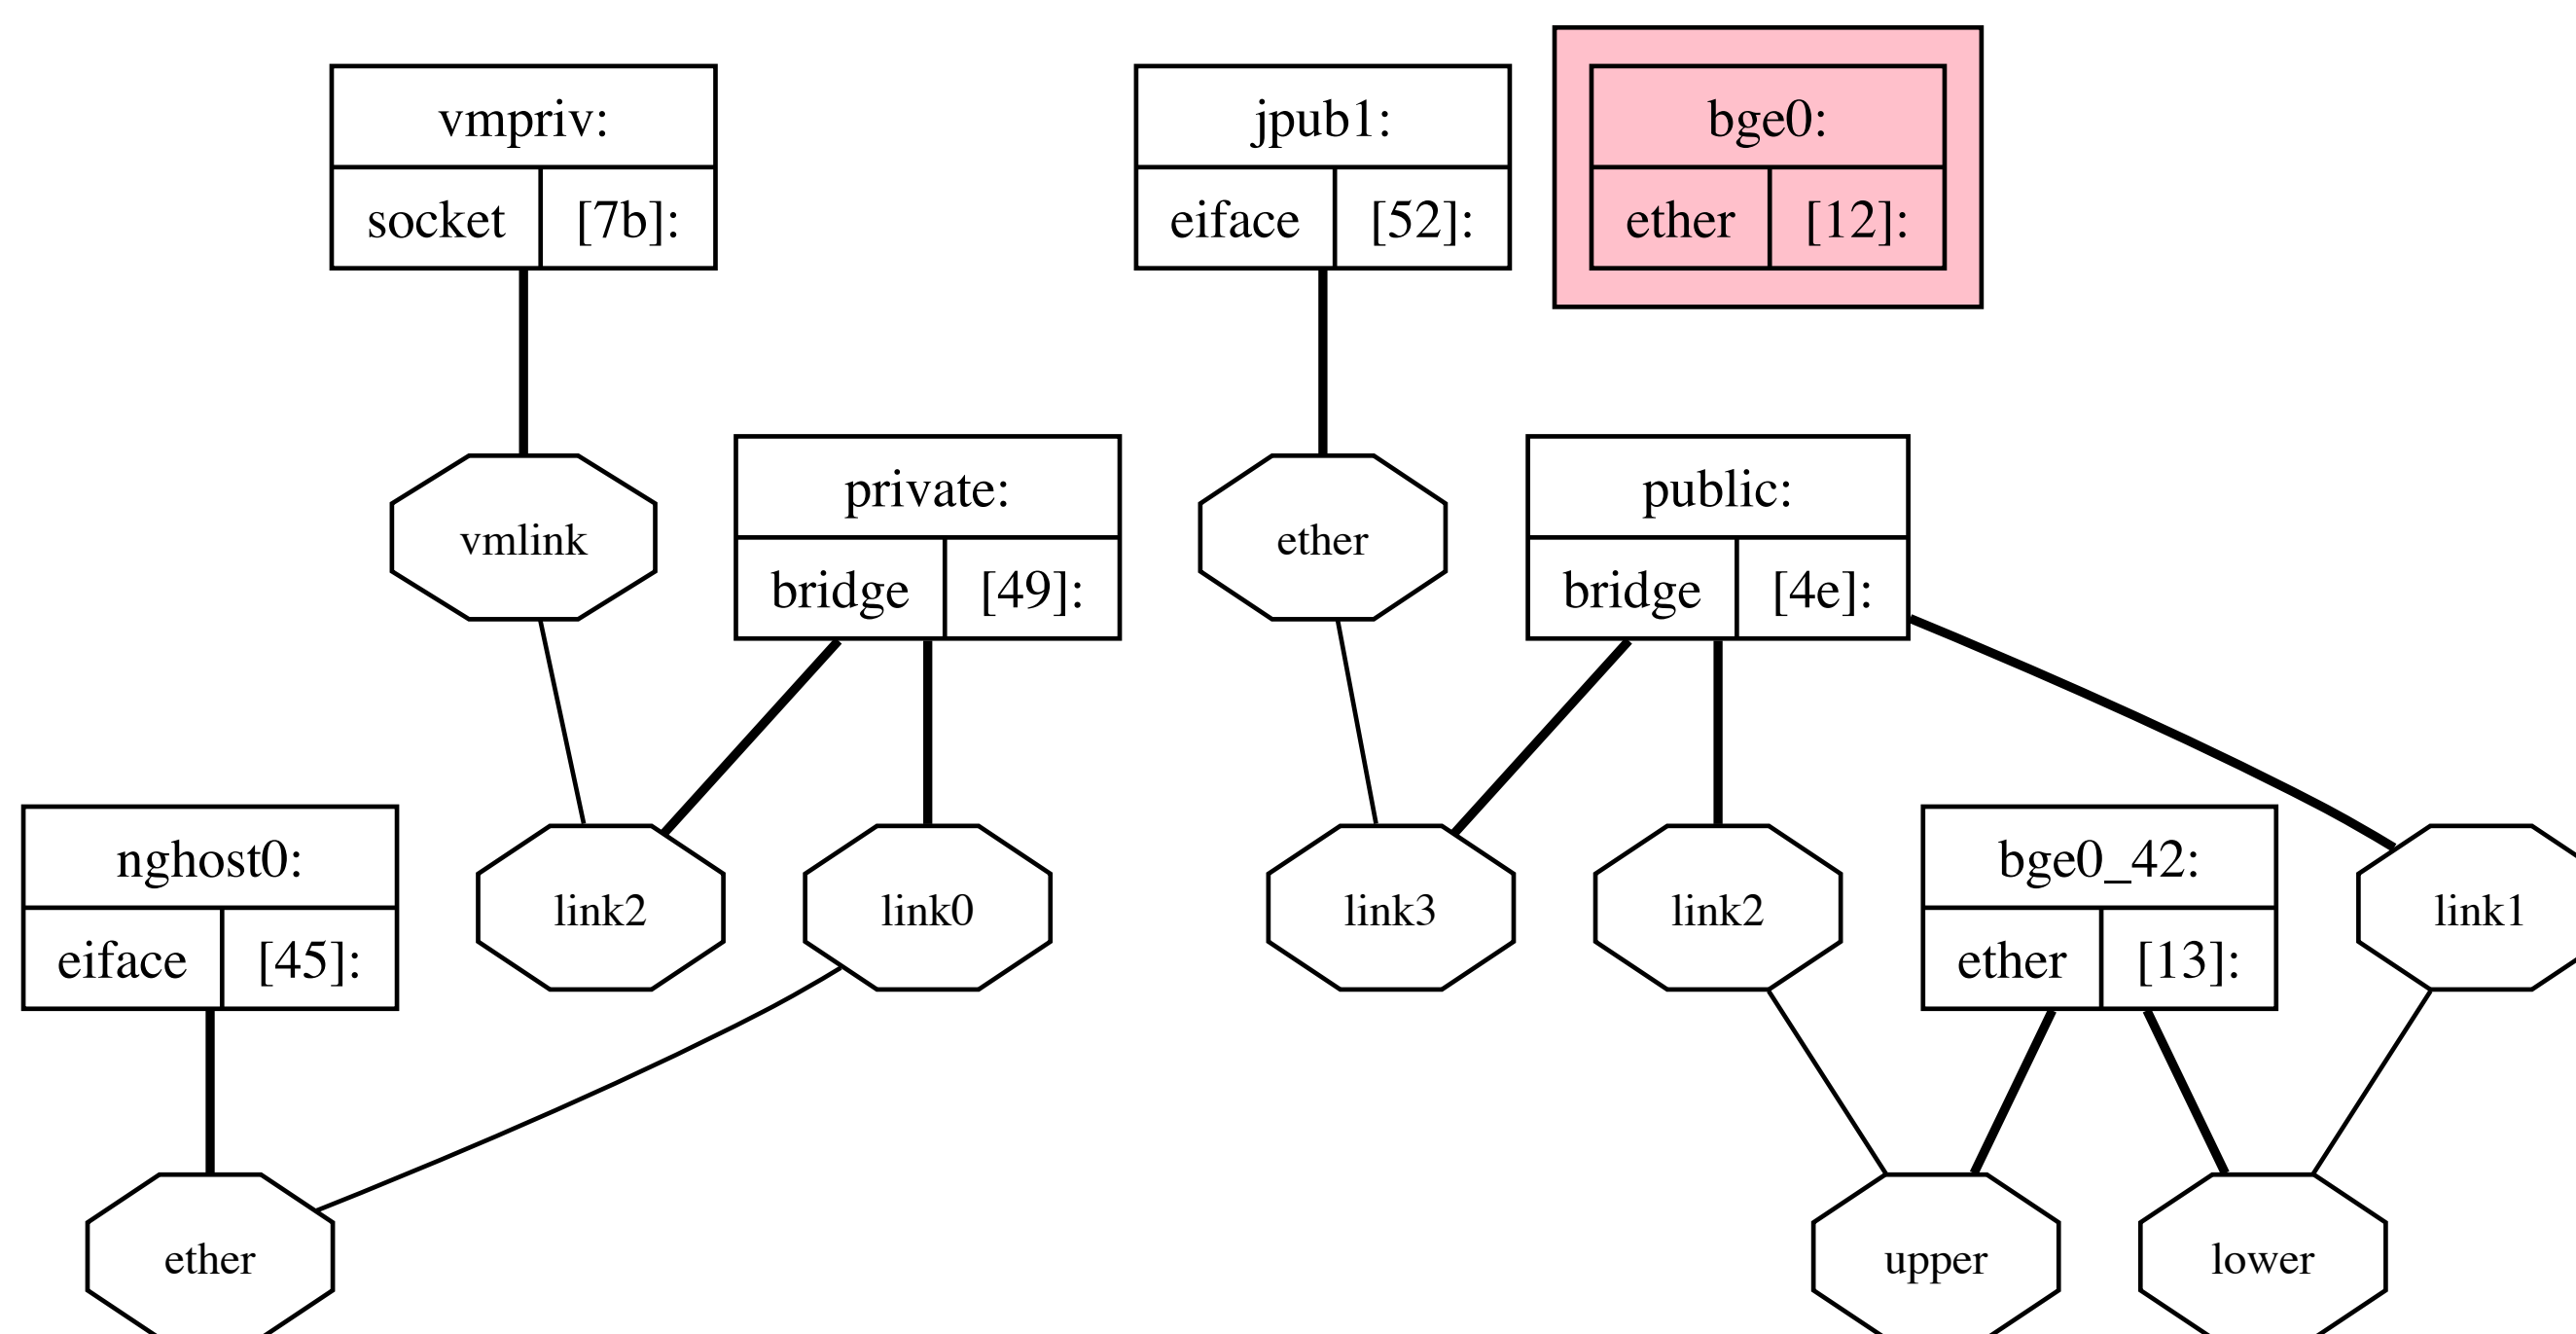 vmpriv:
socket [7b]:
jpub1:
eiface [52]:
bge0:
ether [12]:
vmlink
private:
bridge [49]:
ether
public:
bridge [4e]:
nghost0:
eiface [45]:
link2
link0
link3
link2
bge0_42:
ether [13]:
link1
ether
upper
lower